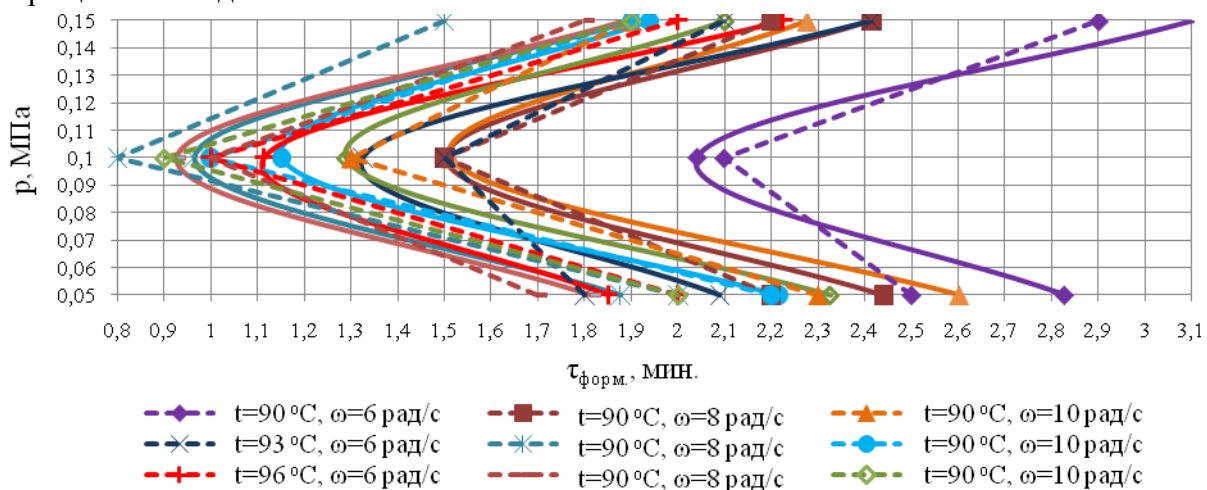 0,15
0,14
0,13
0,12
0,11
0,1
0,09
0,08
0,07
0,06
0,05
р, МПа
0,8 0,9 1 1,1 1,2 1,3 1,4 1,5 1,6 1,7 1,8 1,9 2 2,1 2,2 2,3 2,4 2,5 2,6 2,7 2,8 2,9 3 3,1
τформ., мин.
t=90 °С, ω=6 рад/с t=90 °С, ω=8 рад/с t=90 °С, ω=10 рад/с
t=93 °С, ω=6 рад/с t=90 °С, ω=8 рад/с t=90 °С, ω=10 рад/с
t=96 °С, ω=6 рад/с t=90 °С, ω=8 рад/с t=90 °С, ω=10 рад/с